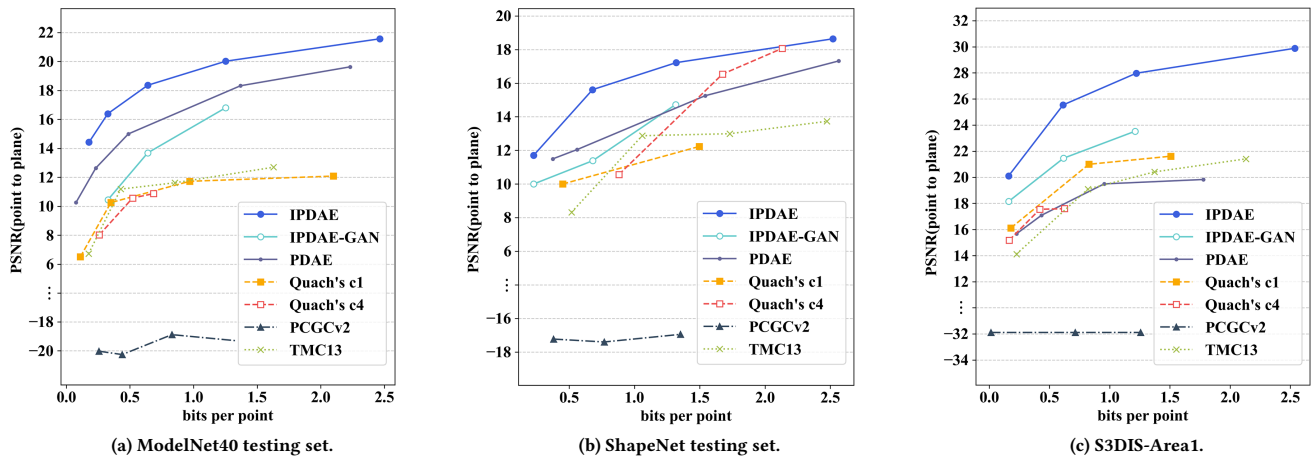 22
20
18
16
14
12
10
8
6
⋮
−18
−20
PSNR(point to plane)
0.0 0.5 1.0 1.5 2.0 2.5
bits per point
IPDAE
IPDAE-GAN
PDAE
Quach's c1
Quach's c4
PCGCv2
TMC13
(a) ModelNet40 testing set.
20
18
16
14
12
10
8
6
⋮
−18
PSNR(point to plane)
0.5 1.0 1.5 2.0 2.5
bits per point
IPDAE
IPDAE-GAN
PDAE
Quach's c1
Quach's c4
PCGCv2
TMC13
(b) ShapeNet testing set.
32
30
28
26
24
22
20
18
16
14
12
⋮
−32
−34
PSNR(point to plane)
0.0 0.5 1.0 1.5 2.0 2.5
bits per point
IPDAE
IPDAE-GAN
PDAE
Quach's c1
Quach's c4
PCGCv2
TMC13
(c) S3DIS-Area1.